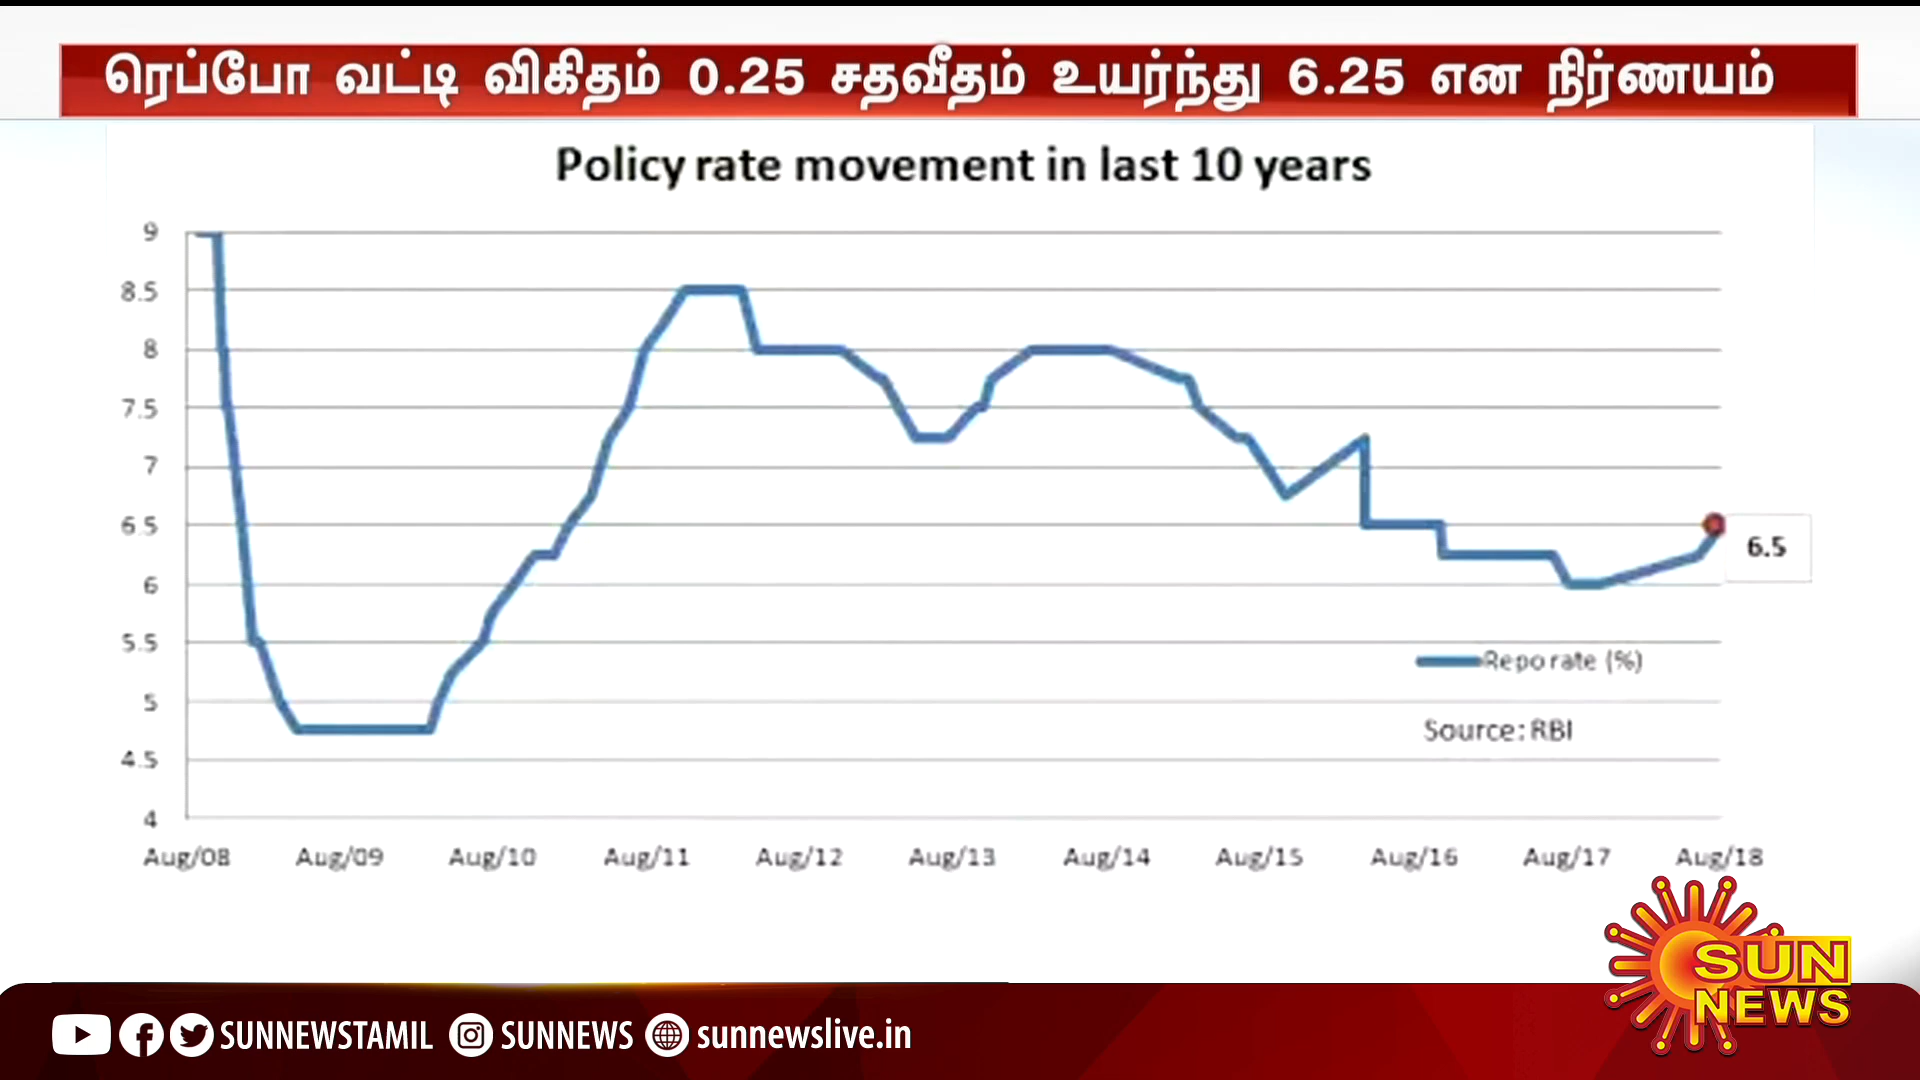 ரெப்போ வட்டி விகிதம் 0.25 சதவீதம் உயர்ந்து 6.25 என நிர்ணயம்
Policy rate movement in last 10 years
9
8.5
8
7.5
7
6.5
6
5.5
5
4.5
4
6.5
Repo rate (%)
Source: RBI
Aug/08 Aug/09 Aug/10 Aug/11 Aug/12 Aug/13 Aug/14 Aug/15 Aug/16 Aug/17 Aug/18
SUN
NEWS
SUNNEWSTAMIL SUNNEWS sunnewslive.in